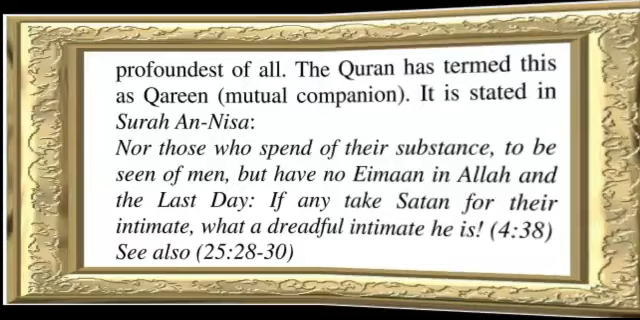 profoundest of all. The Quran has termed this
as Qareen (mutual companion). It is stated in
Surah An-Nisa:
Nor those who spend of their substance, to be
seen of men, but have no Eimaan in Allah and
the Last Day: If any take Satan for their
intimate, what a dreadful intimate he is! (4:38)
See also (25:28-30)